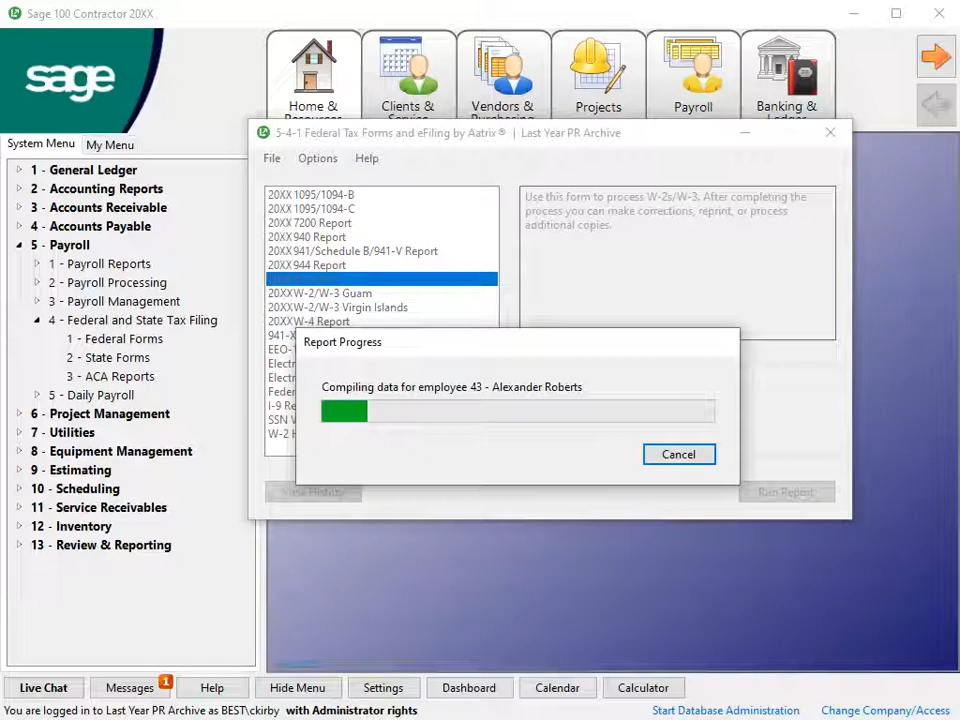 Sage 100 Contractor 20XX
sage
Home &
Clients &
Vendors &
Projects
Payroll
Banking &
System Menu
My Menu
1 - General Ledger
2 - Accounting Reports
3 - Accounts Receivable
4 - Accounts Payable
5 - Payroll
1 - Payroll Reports
2 - Payroll Processing
3 - Payroll Management
4 - Federal and State Tax Filing
1 - Federal Forms
2 - State Forms
3 - ACA Reports
5 - Daily Payroll
6 - Project Management
7 - Utilities
8 - Equipment Management
9 - Estimating
10 - Scheduling
11 - Service Receivables
12 - Inventory
13 - Review & Reporting
5-4-1 Federal Tax Forms and eFiling by Aatrix® | Last Year PR Archive
File Options Help
20XX 1095/1094-B
20XX 1095/1094-C
20XX 7200 Report
20XX 940 Report
20XX 941/Schedule B/941-V Report
20XX 944 Report
20XX W-2/W-3 Guam
20XX W-2/W-3 Virgin Islands
20XX W-4 Report
941-X
EEO-1
Electr
Electr
Feder
I-9 Re
SSN V
W-2 H
Use this form to process W-2s/W-3. After completing the
process you can make corrections, reprint, or process
additional copies.
Report Progress
Compiling data for employee 43 - Alexander Roberts
Cancel
View History
Run Report
Live Chat
Messages
1
Help
Hide Menu
Settings
Dashboard
Calendar
Calculator
You are logged in to Last Year PR Archive as BEST\ckirby with Administrator rights
Start Database Administration
Change Company/Access